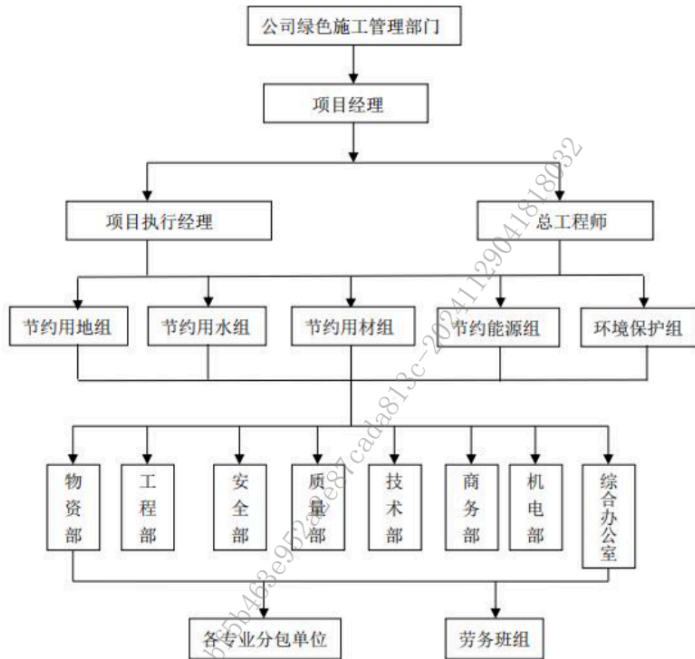 公司绿色施工管理部门
项目经理
项目执行经理
总工程师
节约用地组
节约用水组
节约用材组
节约能源组
环境保护组
物资部
工程部
安全部
质量部
技术部
商务部
机电部
综合办公室
各专业分包单位
劳务班组